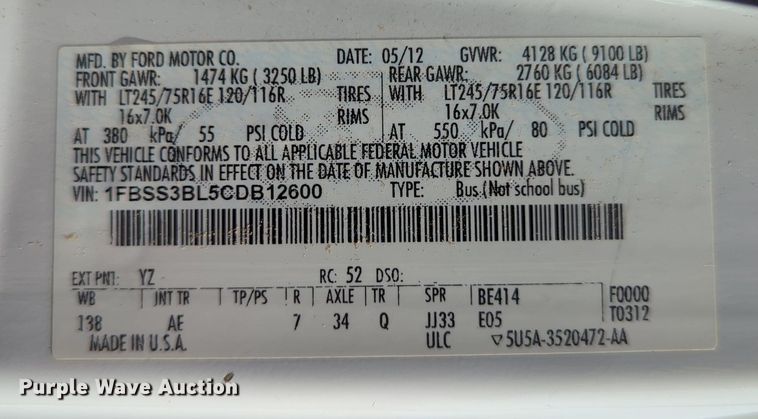 MFD. BY FORD MOTOR CO. DATE: 05/12 GVWR: 4128 KG ( 9100 LB)
FRONT GAWR: 1474 KG ( 3250 LB) REAR GAWR: 2760 KG ( 6084 LB)
WITH LT245/75R16E 120/116R TIRES WITH LT245/75R16E 120/116R TIRES
16x7.0K RIMS 16x7.0K RIMS
AT 380 kPa/ 55 PSI COLD AT 550 kPa/ 80 PSI COLD
THIS VEHICLE CONFORMS TO ALL APPLICABLE FEDERAL MOTOR VEHICLE
SAFETY STANDARDS IN EFFECT ON THE DATE OF MANUFACTURE SHOWN ABOVE.
VIN: 1FBSS3BL5CDB12600 TYPE: Bus (Not school bus)
EXT PNT: YZ RC: 52 DSO:
WB INT TR TP/PS R AXLE TR SPR BE414 F0000
138 AE 7 34 Q JJ33 E05 T0312
MADE IN U.S.A. ULC ▽5U5A-3520472-AA
Purple Wave Auction